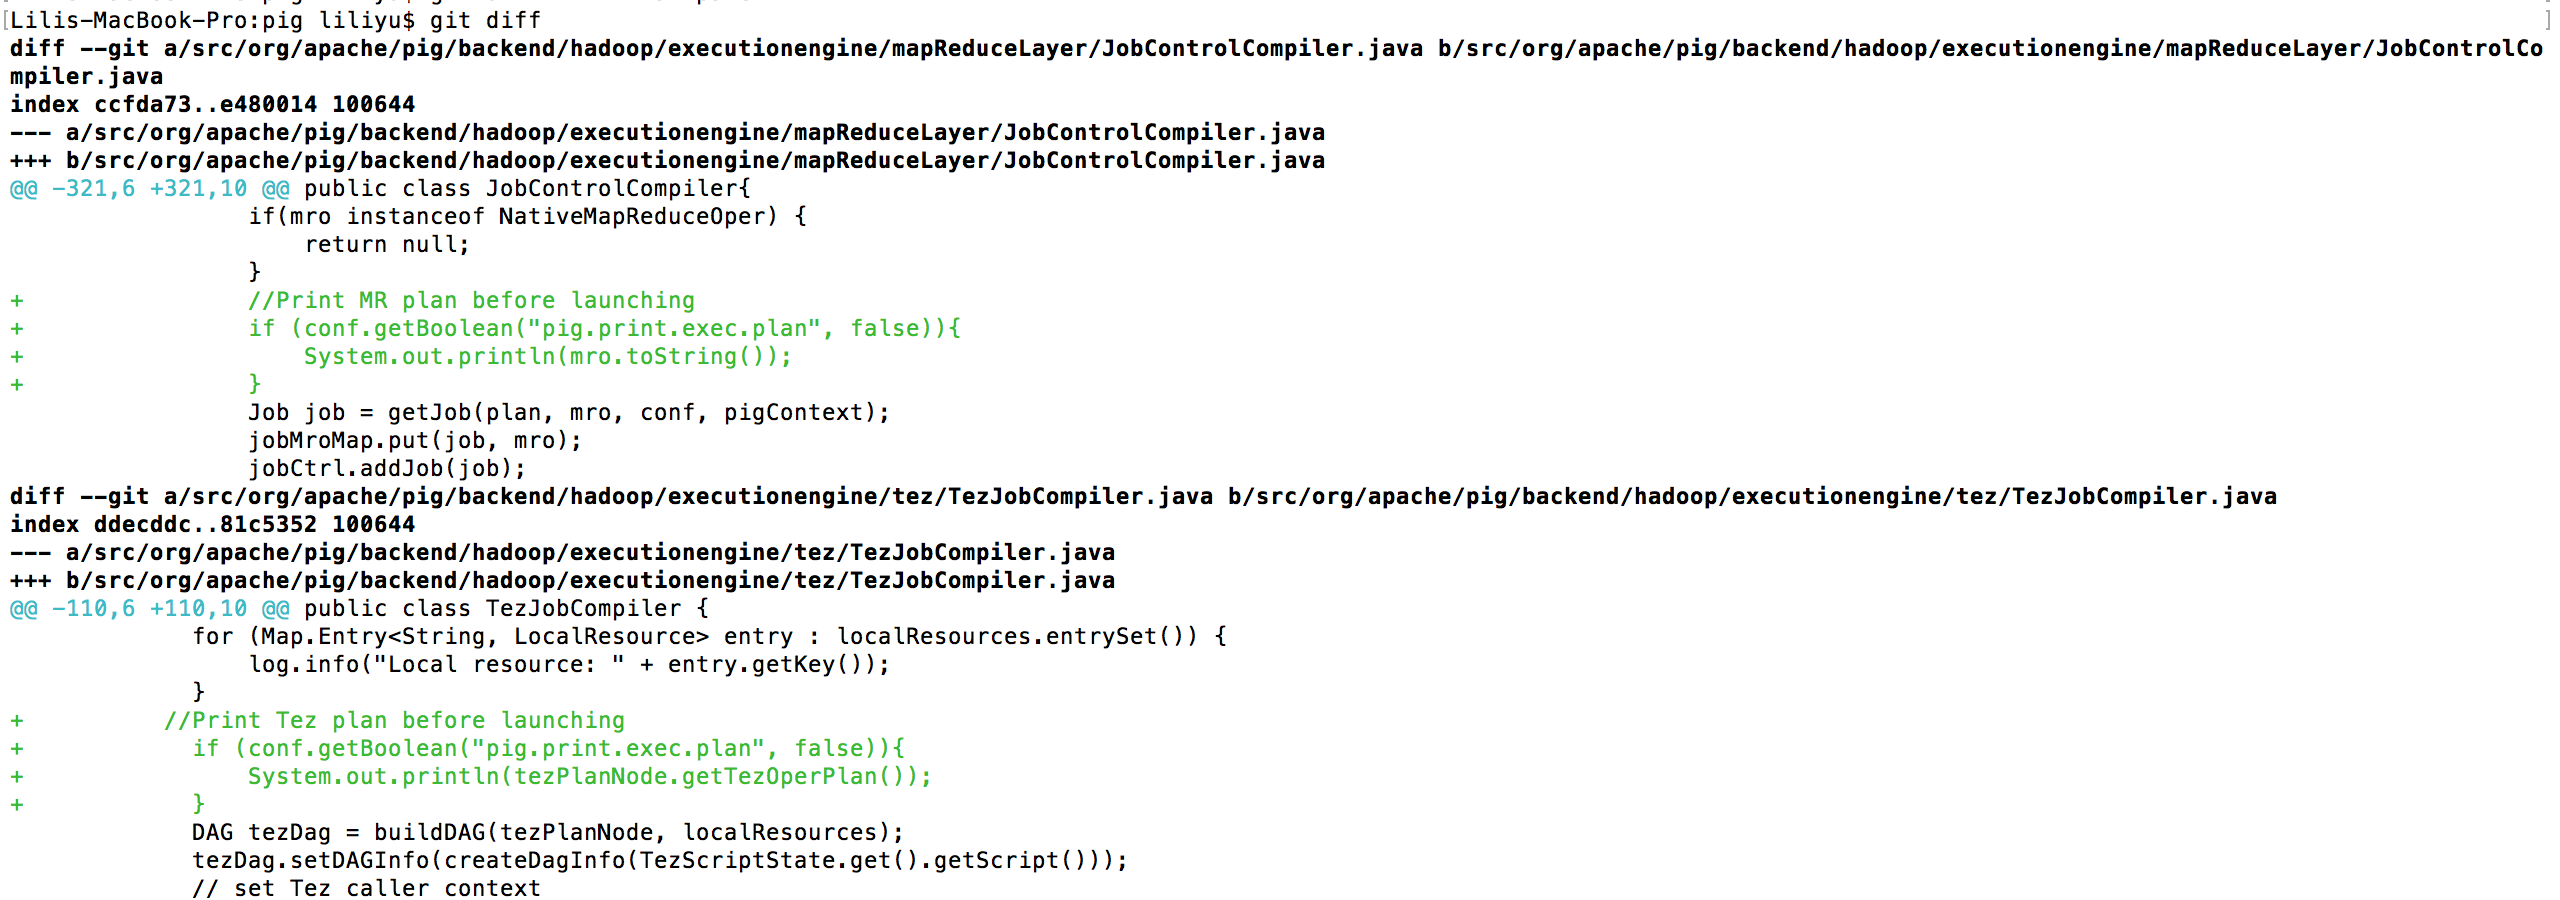 Lilis-MacBook-Pro:pig liliyu$ git diff
diff --git a/src/org/apache/pig/backend/hadoop/executionengine/mapReduceLayer/JobControlCompiler.java b/src/org/apache/pig/backend/hadoop/executionengine/mapReduceLayer/JobControlCo
mpiler.java
index ccfda73..e480014 100644
--- a/src/org/apache/pig/backend/hadoop/executionengine/mapReduceLayer/JobControlCompiler.java
+++ b/src/org/apache/pig/backend/hadoop/executionengine/mapReduceLayer/JobControlCompiler.java
@@ -321,6 +321,10 @@ public class JobControlCompiler{
                 if(mro instanceof NativeMapReduceOper) {
                     return null;
                 }
+                //Print MR plan before launching
+                if (conf.getBoolean("pig.print.exec.plan", false)){
+                    System.out.println(mro.toString());
+                }
                 Job job = getJob(plan, mro, conf, pigContext);
                 jobMroMap.put(job, mro);
                 jobCtrl.addJob(job);
diff --git a/src/org/apache/pig/backend/hadoop/executionengine/tez/TezJobCompiler.java b/src/org/apache/pig/backend/hadoop/executionengine/tez/TezJobCompiler.java
index ddecddc..81c5352 100644
--- a/src/org/apache/pig/backend/hadoop/executionengine/tez/TezJobCompiler.java
+++ b/src/org/apache/pig/backend/hadoop/executionengine/tez/TezJobCompiler.java
@@ -110,6 +110,10 @@ public class TezJobCompiler {
             for (Map.Entry<String, LocalResource> entry : localResources.entrySet()) {
                 log.info("Local resource: " + entry.getKey());
             }
+          //Print Tez plan before launching
+            if (conf.getBoolean("pig.print.exec.plan", false)){
+                System.out.println(tezPlanNode.getTezOperPlan());
+            }
             DAG tezDag = buildDAG(tezPlanNode, localResources);
             tezDag.setDAGInfo(createDagInfo(TezScriptState.get().getScript()));
             // set Tez caller context